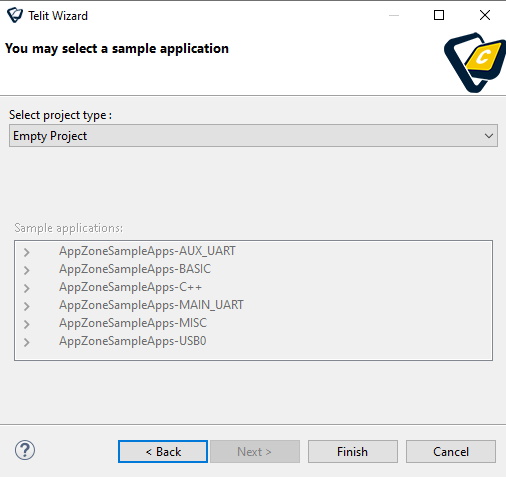 Telit Wizard
You may select a sample application
C
Select project type :
Empty Project
Sample applications:
AppZoneSampleApps-AUX_UART
AppZoneSampleApps-BASIC
AppZoneSampleApps-C++
AppZoneSampleApps-MAIN_UART
AppZoneSampleApps-MISC
AppZoneSampleApps-USB0
? < Back Next > Finish Cancel